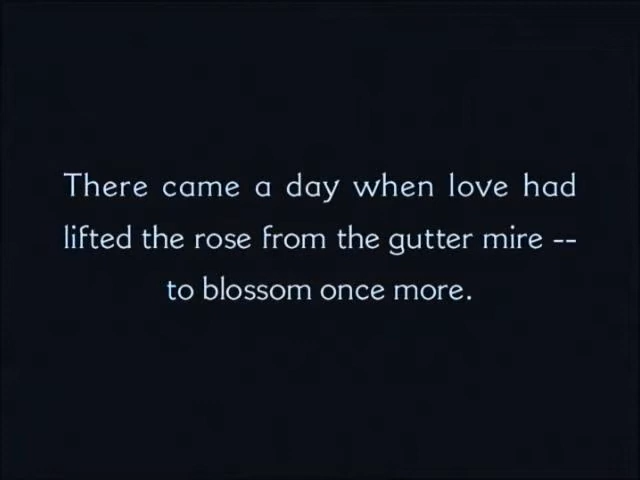 There came a day when love had
lifted the rose from the gutter mire --
to blossom once more.